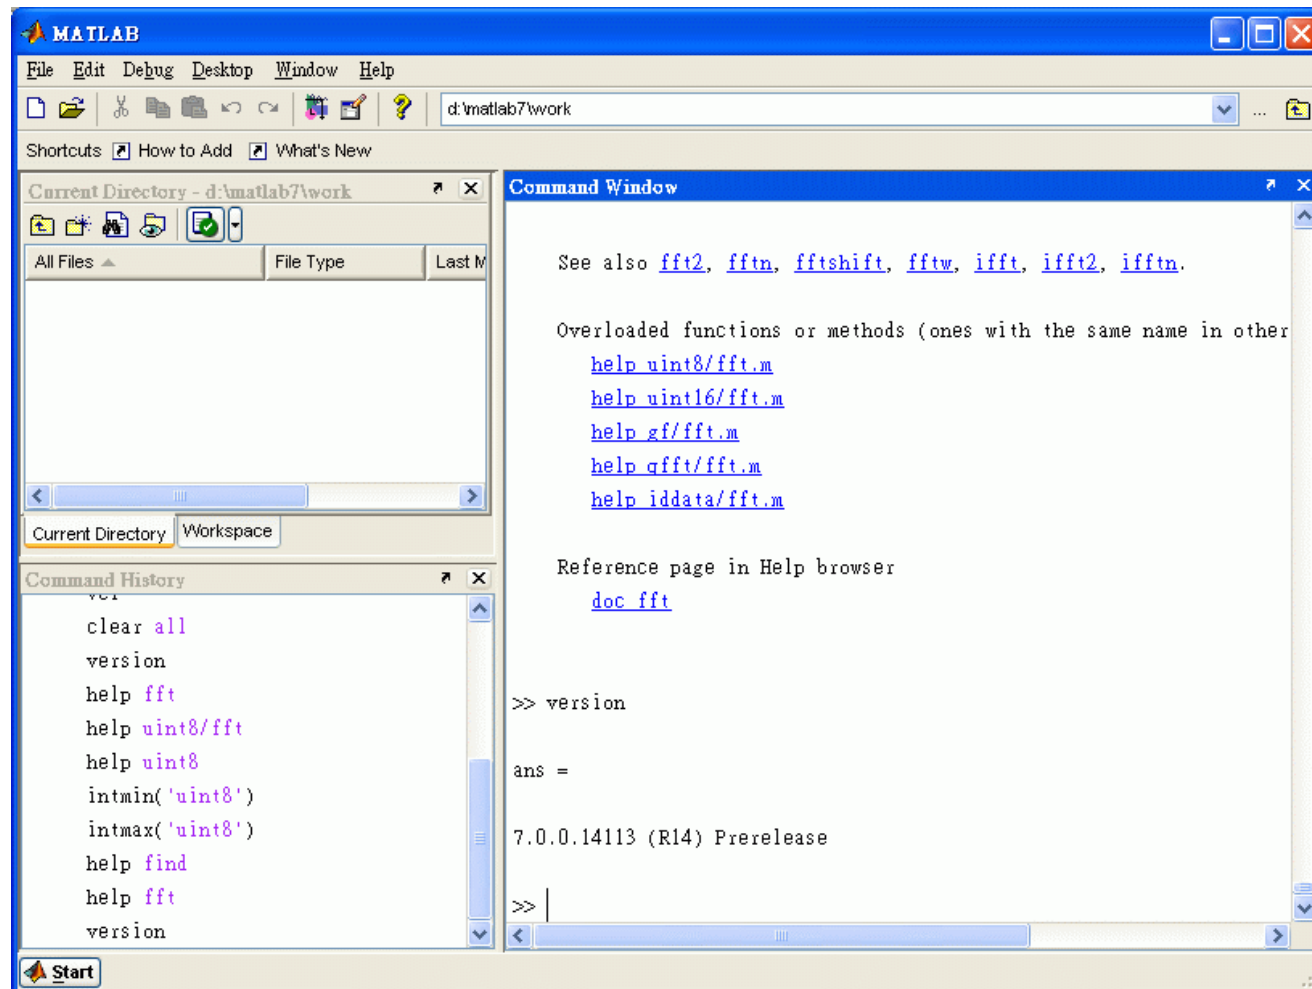 MATLAB
File Edit Debug Desktop Window Help
d:\matlab7\work
...
Shortcuts How to Add What's New
Current Directory - d:\matlab7\work
All Files File Type Last M
Current Directory Workspace
Command History
ver
clear all
version
help fft
help uint8/fft
help uint8
intmin('uint8')
intmax('uint8')
help find
help fft
version
Command Window
See also fft2, fftn, fftshift, fftw, ifft, ifft2, ifftn.
Overloaded functions or methods (ones with the same name in other
help uint8/fft.m
help uint16/fft.m
help gf/fft.m
help qfft/fft.m
help iddata/fft.m
Reference page in Help browser
doc fft
>> version
ans =
7.0.0.14113 (R14) Prerelease
>>
Start